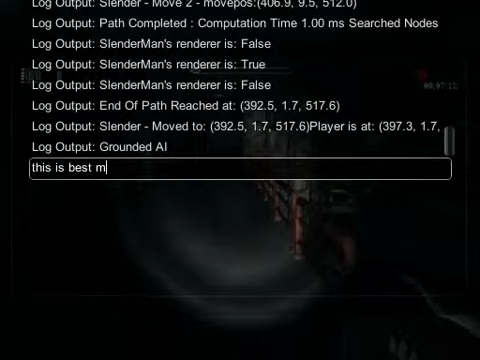 Log Output: Slender - Move 2 - movepos:(406.9, 9.5, 512.0)
Log Output: Path Completed : Computation Time 1.00 ms Searched Nodes
Log Output: SlenderMan's renderer is: False
Log Output: SlenderMan's renderer is: True
Log Output: SlenderMan's renderer is: False
Log Output: End Of Path Reached at: (392.5, 1.7, 517.6)
Log Output: Slender - Moved to: (392.5, 1.7, 517.6)Player is at: (397.3, 1.7,
Log Output: Grounded AI
this is best m